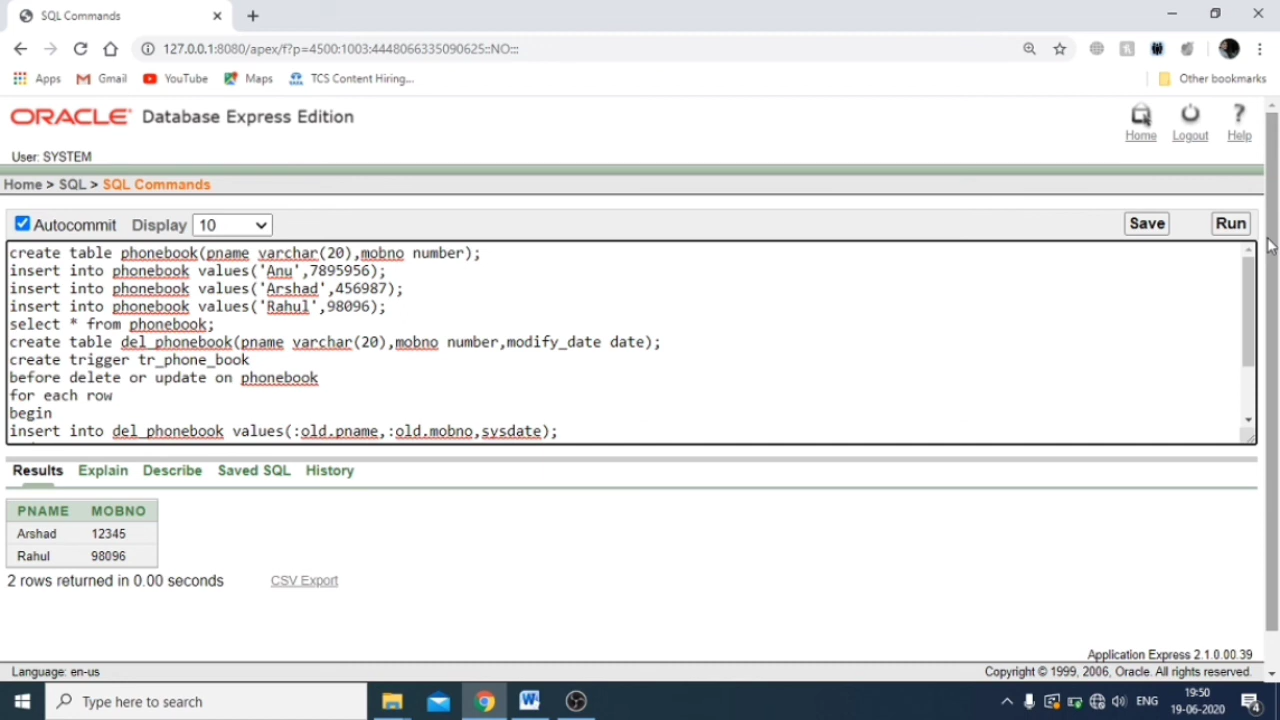 SQL Commands
127.0.0.1:8080/apex/f?p=4500:1003:4448066335090625::NO:::
Apps Gmail YouTube Maps TCS Content Hiring... Other bookmarks
ORACLE Database Express Edition
Home Logout Help
User: SYSTEM
Home > SQL > SQL Commands
Autocommit Display 10 Save Run
create table phonebook(pname varchar(20),mobno number);
insert into phonebook values('Anu',7895956);
insert into phonebook values('Arshad',456987);
insert into phonebook values('Rahul',98096);
select * from phonebook;
create table del_phonebook(pname varchar(20),mobno number,modify_date date);
create trigger tr_phone_book
before delete or update on phonebook
for each row
begin
insert into del_phonebook values(:old.pname,:old.mobno,sysdate);
Results Explain Describe Saved SQL History
PNAME MOBNO
Arshad 12345
Rahul 98096
2 rows returned in 0.00 seconds CSV Export
Application Express 2.1.0.00.39
Language: en-us Copyright © 1999, 2006, Oracle. All rights reserved.
Type here to search
ENG
19:50
19-06-2020
4